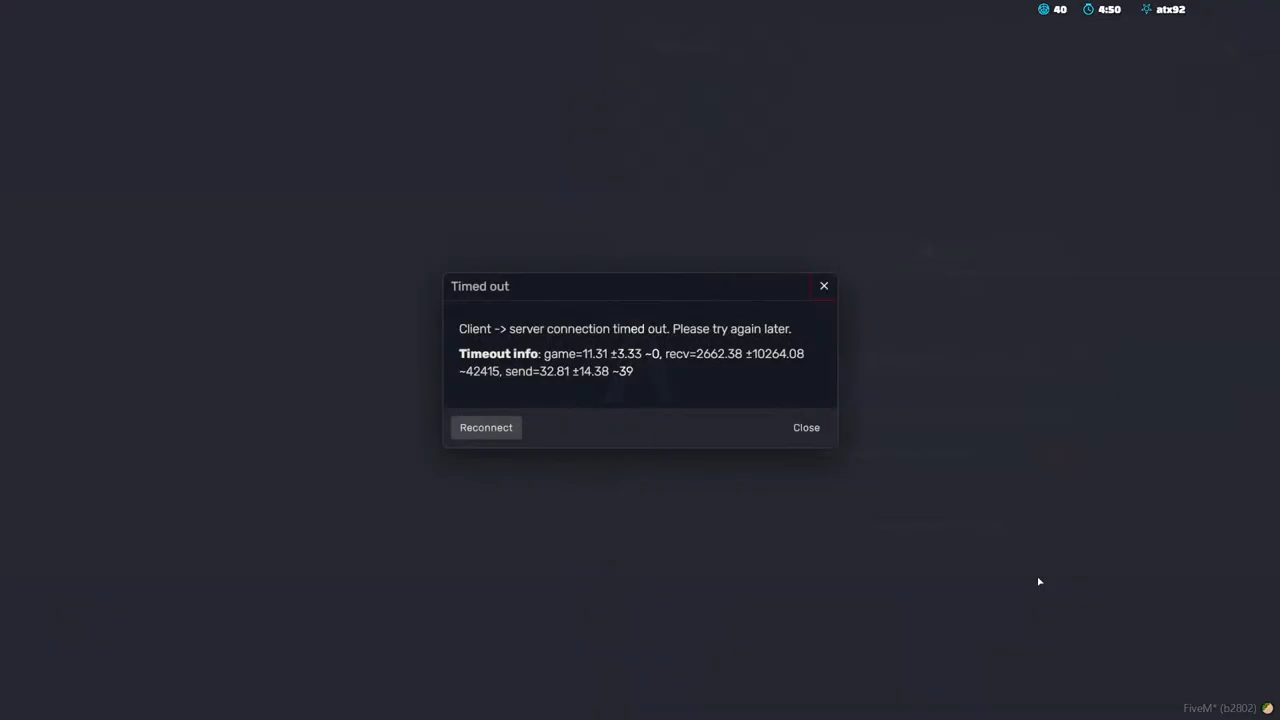 40 4:50 atx92
Timed out
Client -> server connection timed out. Please try again later.
Timeout info: game=11.31 ±3.33 ~0, recv=2662.38 ±10264.08
~42415, send=32.81 ±14.38 ~39
Reconnect Close
FiveM* (b2802)